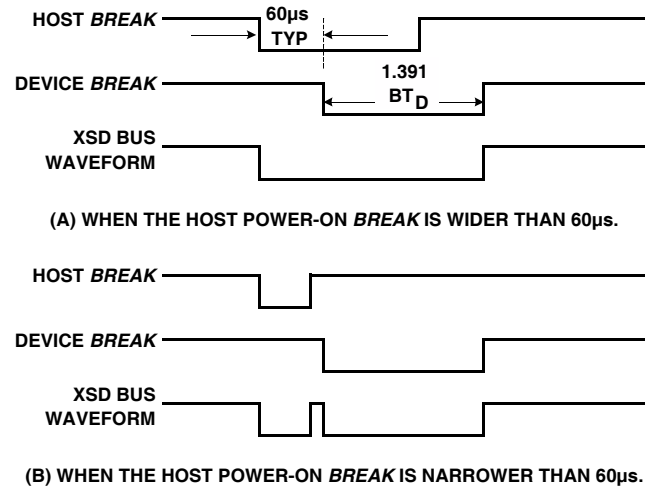 HOST BREAK
60µs
TYP
DEVICE BREAK
1.391
BTD
XSD BUS
WAVEFORM
(A) WHEN THE HOST POWER-ON BREAK IS WIDER THAN 60µs.
HOST BREAK
DEVICE BREAK
XSD BUS
WAVEFORM
(B) WHEN THE HOST POWER-ON BREAK IS NARROWER THAN 60µs.